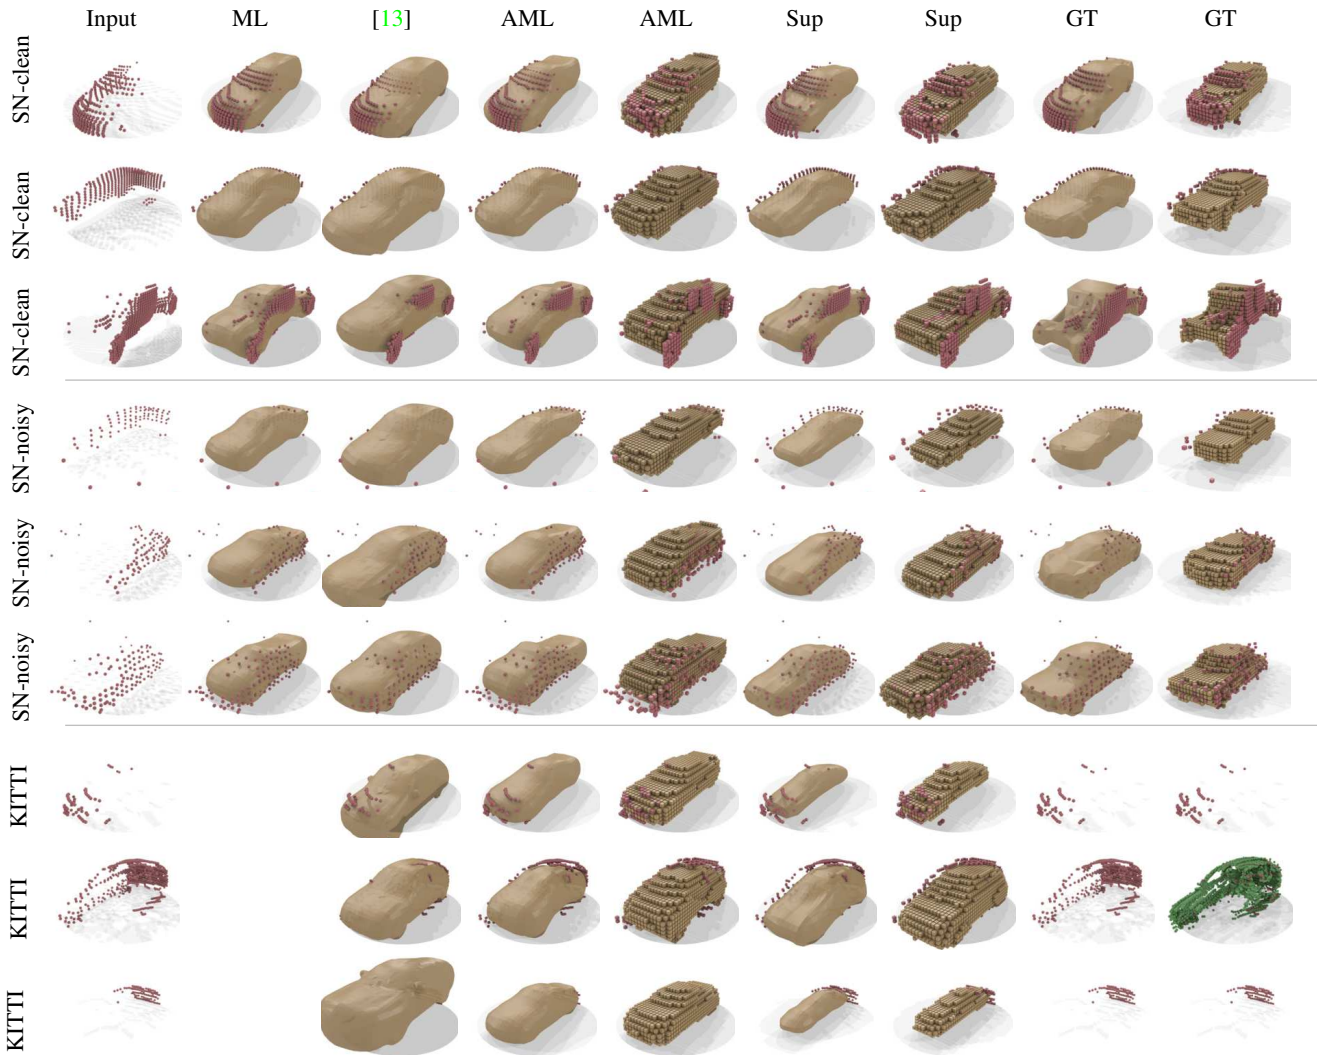 Input ML [13] AML AML Sup Sup GT GT
SN-clean
SN-clean
SN-clean
SN-noisy
SN-noisy
SN-noisy
KITTI
KITTI
KITTI